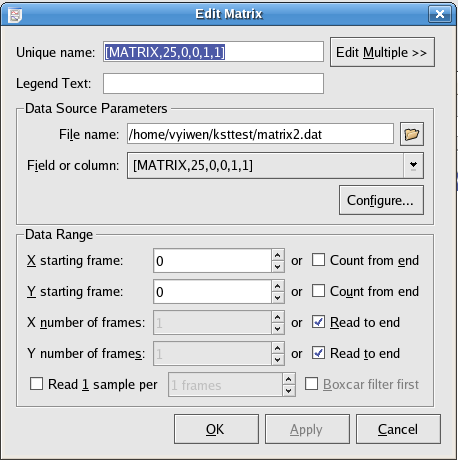 Edit Matrix
Unique name: [MATRIX,25,0,0,1,1] Edit Multiple >>
Legend Text:
Data Source Parameters
File name: /home/vyiwen/ksttest/matrix2.dat
Field or column: [MATRIX,25,0,0,1,1]
Configure...
Data Range
X starting frame: 0 or Count from end
Y starting frame: 0 or Count from end
X number of frames: 1 or Read to end
Y number of frames: 1 or Read to end
Read 1 sample per 1 frames Boxcar filter first
OK Apply Cancel